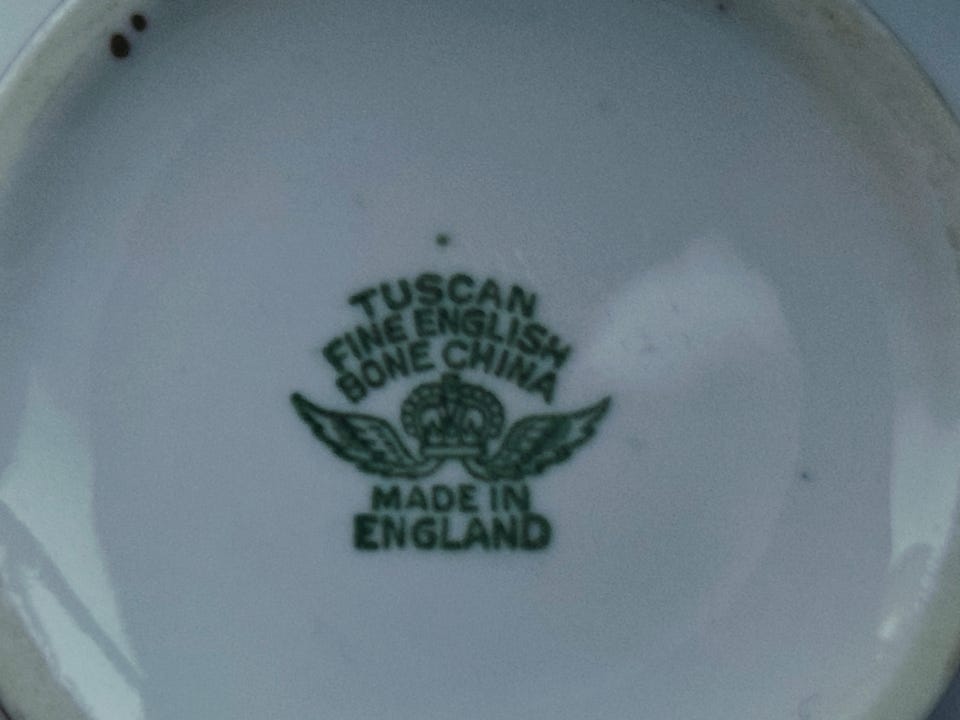 TUSCAN
FINE ENGLISH
BONE CHINA
MADE IN
ENGLAND